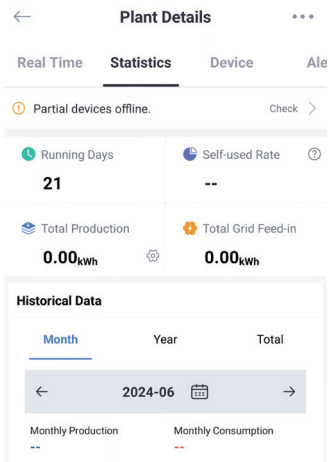 Plant Details
Real Time Statistics Device Ale
Partial devices offline. Check
Running Days Self-used Rate
21 --
Total Production Total Grid Feed-in
0.00kWh 0.00kWh
Historical Data
Month Year Total
2024-06
Monthly Production Monthly Consumption
-- --